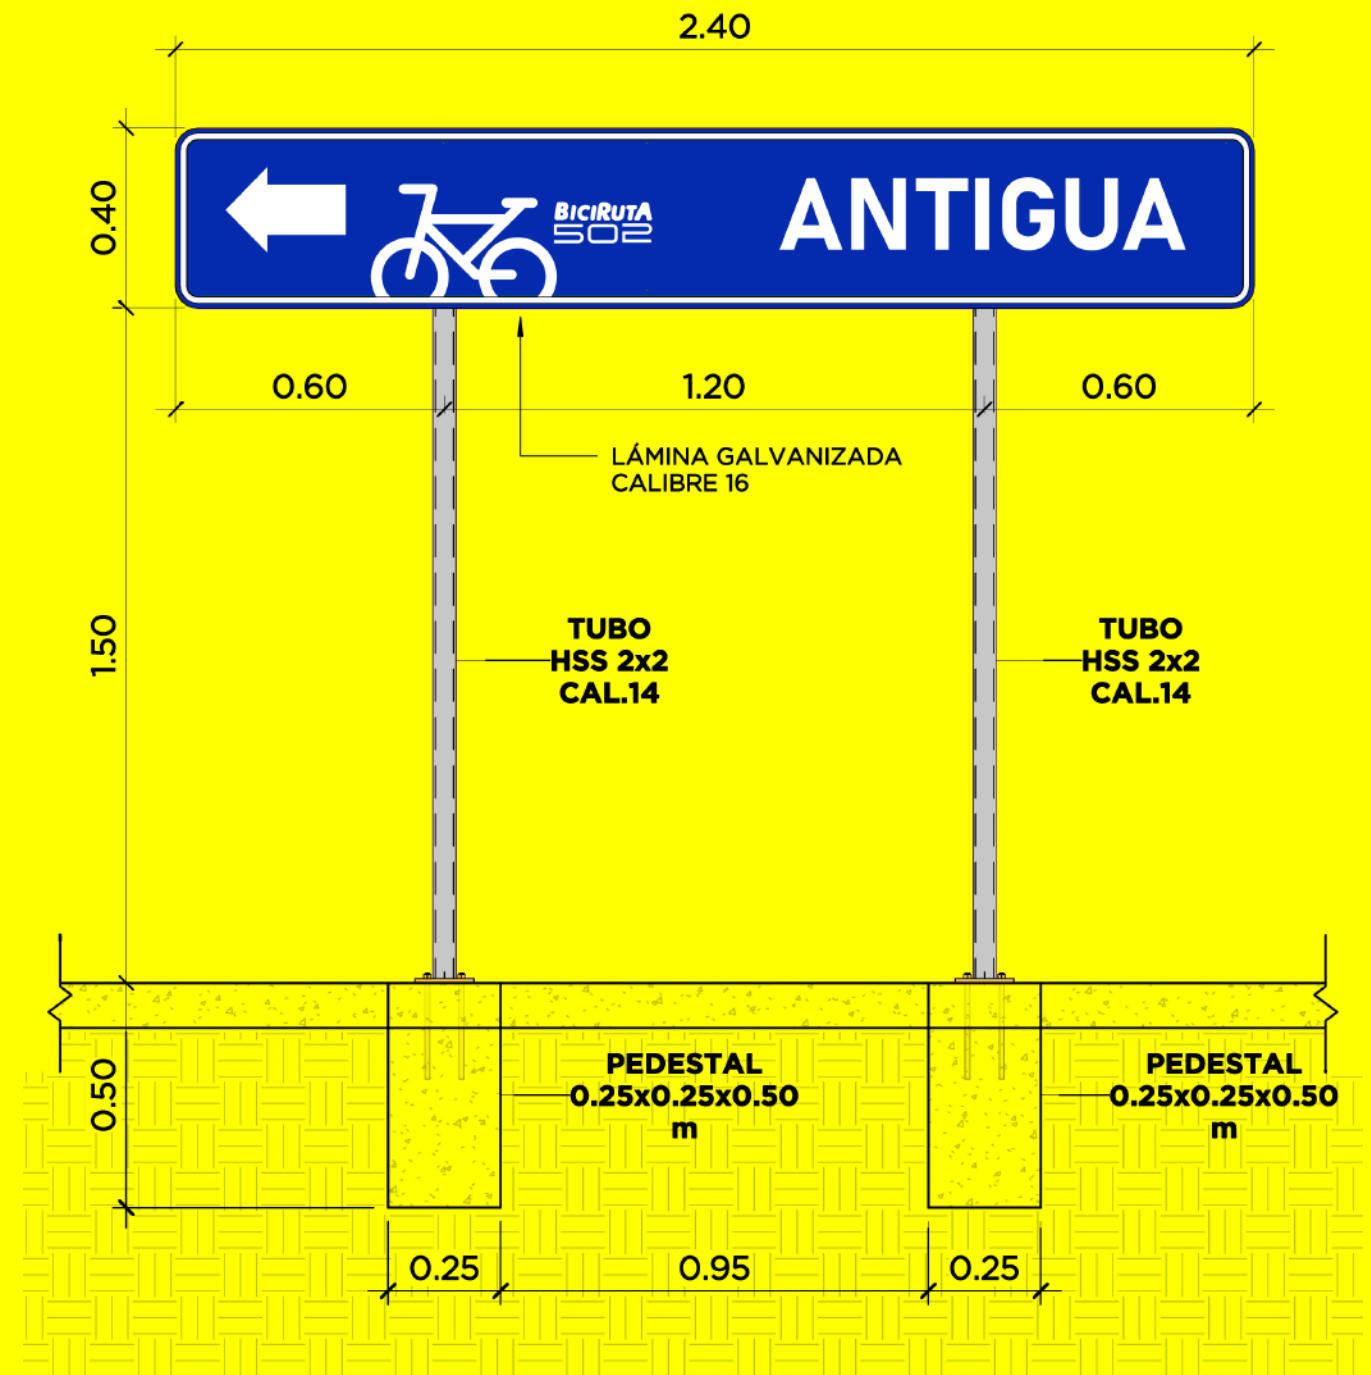 2.40
0.40
BICIRUTA
502
ANTIGUA
0.60
1.20
0.60
LÁMINA GALVANIZADA
CALIBRE 16
1.50
TUBO
HSS 2x2
CAL.14
TUBO
HSS 2x2
CAL.14
0.50
PEDESTAL
0.25x0.25x0.50
m
PEDESTAL
0.25x0.25x0.50
m
0.25
0.95
0.25